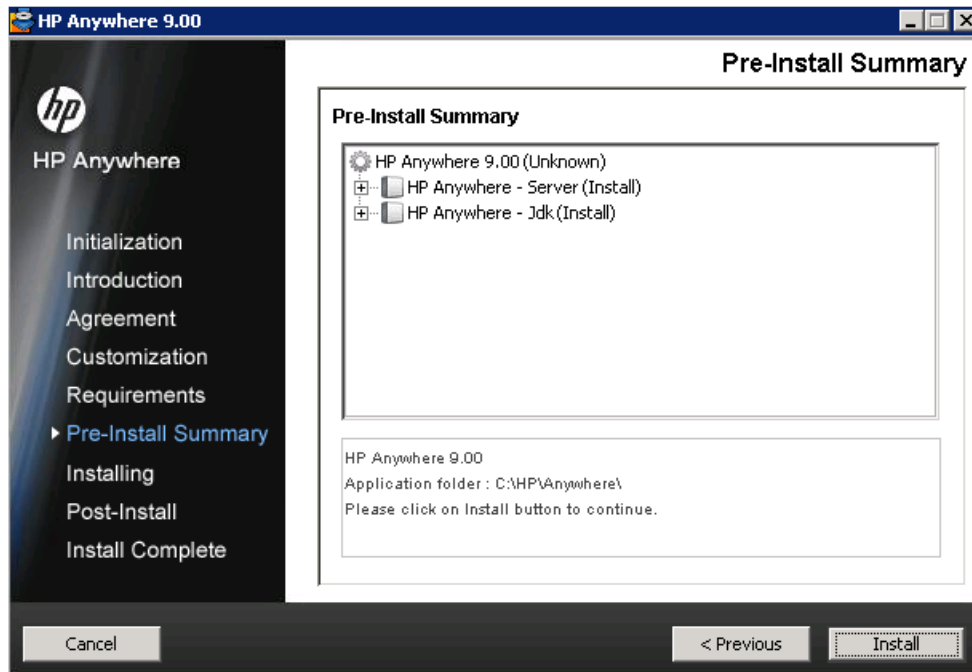 HP Anywhere 9.00
Pre-Install Summary
hp
HP Anywhere
Initialization
Introduction
Agreement
Customization
Requirements
Pre-Install Summary
Installing
Post-Install
Install Complete
Pre-Install Summary
HP Anywhere 9.00 (Unknown)
HP Anywhere - Server (Install)
HP Anywhere - Jdk (Install)
HP Anywhere 9.00
Application folder : C:\HP\Anywhere\
Please click on Install button to continue.
Cancel
< Previous
Install